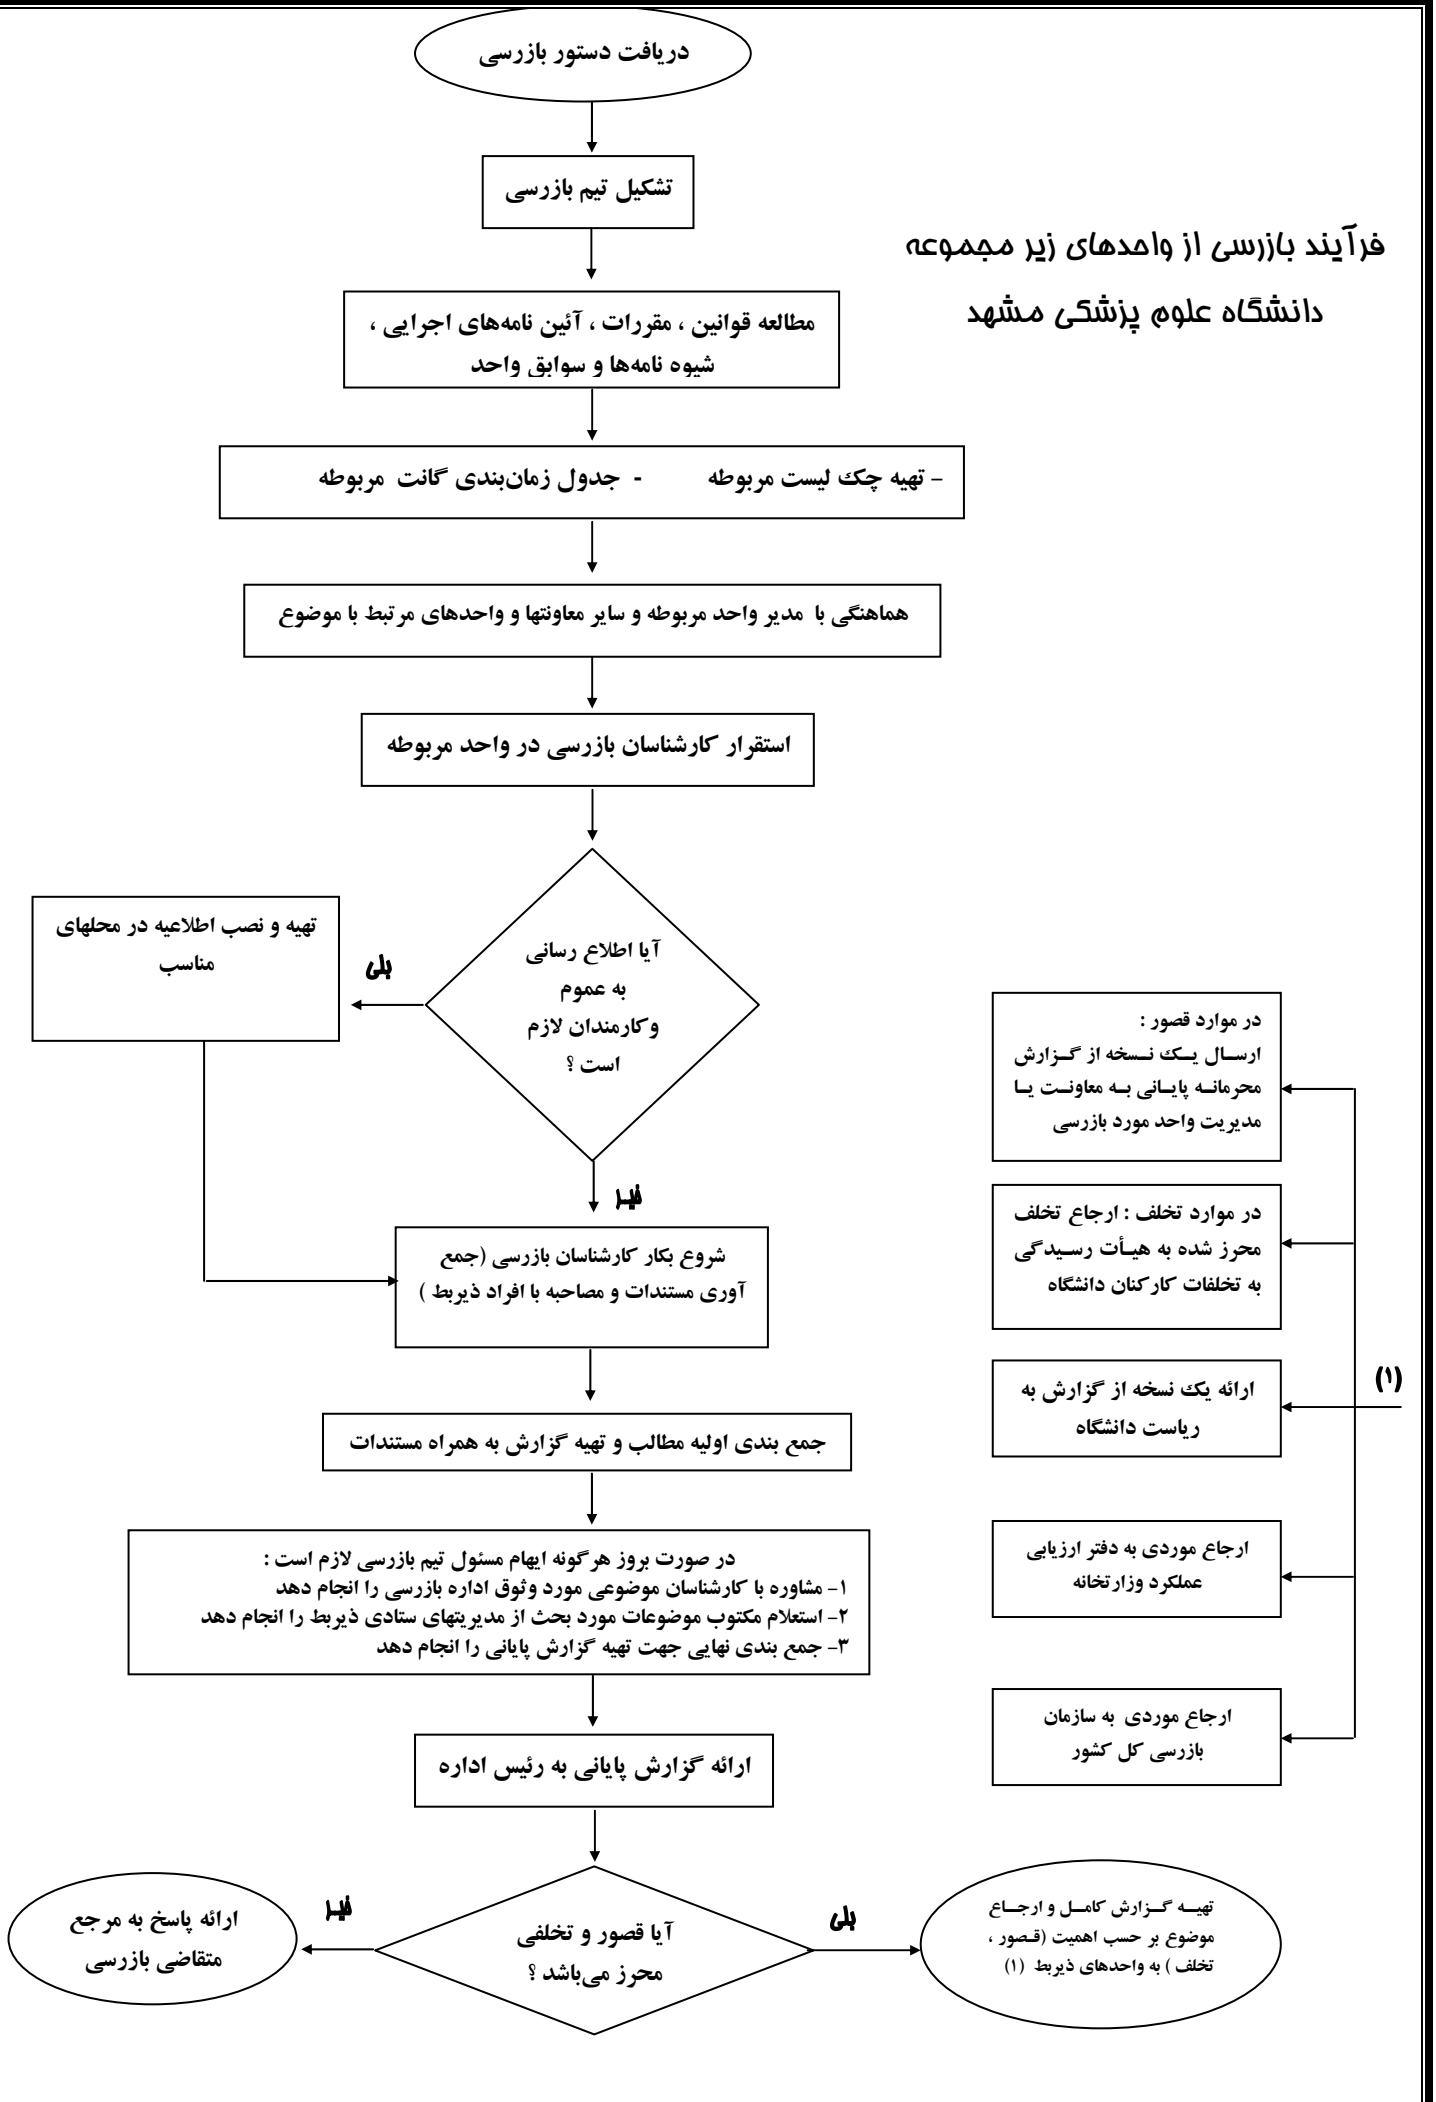 دریافت دستور بازرسی
تشکیل تیم بازرسی
فرآیند بازرسی از واحدهای زیر مجموعه
دانشگاه علوم پزشکی مشهد
مطالعه قوانین ، مقررات ، آئین نامه‌های اجرایی ،
شیوه نامه‌ها و سوابق واحد
- تهیه چک لیست مربوطه - جدول زمان‌بندی گانت مربوطه
هماهنگی با مدیر واحد مربوطه و سایر معاونتها و واحدهای مرتبط با موضوع
استقرار کارشناسان بازرسی در واحد مربوطه
آیا اطلاع رسانی
به عموم
وکارمندان لازم
است ؟
بلی
تهیه و نصب اطلاعیه در محلهای
مناسب
خیر
شروع بکار کارشناسان بازرسی (جمع
آوری مستندات و مصاحبه با افراد ذیربط )
جمع بندی اولیه مطالب و تهیه گزارش به همراه مستندات
در صورت بروز هرگونه ابهام مسئول تیم بازرسی لازم است :
۱- مشاوره با کارشناسان موضوعی مورد وثوق اداره بازرسی را انجام دهد
۲- استعلام مکتوب موضوعات مورد بحث از مدیریتهای ستادی ذیربط را انجام دهد
۳- جمع بندی نهایی جهت تهیه گزارش پایانی را انجام دهد
ارائه گزارش پایانی به رئیس اداره
آیا قصور و تخلفی
محرز می‌باشد ؟
خیر
ارائه پاسخ به مرجع
متقاضی بازرسی
بلی
تهیه گزارش کامل و ارجاع
موضوع بر حسب اهمیت (قصور ،
تخلف ) به واحدهای ذیربط (۱)
(۱)
در موارد قصور :
ارسال یک نسخه از گزارش
محرمانه پایانی به معاونت یا
مدیریت واحد مورد بازرسی
در موارد تخلف : ارجاع تخلف
محرز شده به هیأت رسیدگی
به تخلفات کارکنان دانشگاه
ارائه یک نسخه از گزارش به
ریاست دانشگاه
ارجاع موردی به دفتر ارزیابی
عملکرد وزارتخانه
ارجاع موردی به سازمان
بازرسی کل کشور